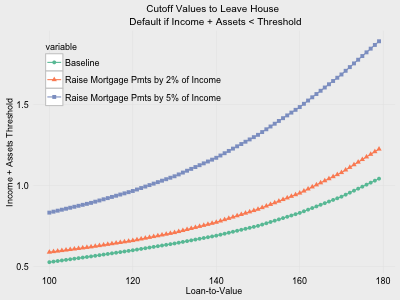 Cutoff Values to Leave House
Default if Income + Assets < Threshold
variable
Baseline
Raise Mortgage Pmts by 2% of Income
Raise Mortgage Pmts by 5% of Income
Income + Assets Threshold
1.5
1.0
0.5
100 120 140 160 180
Loan-to-Value